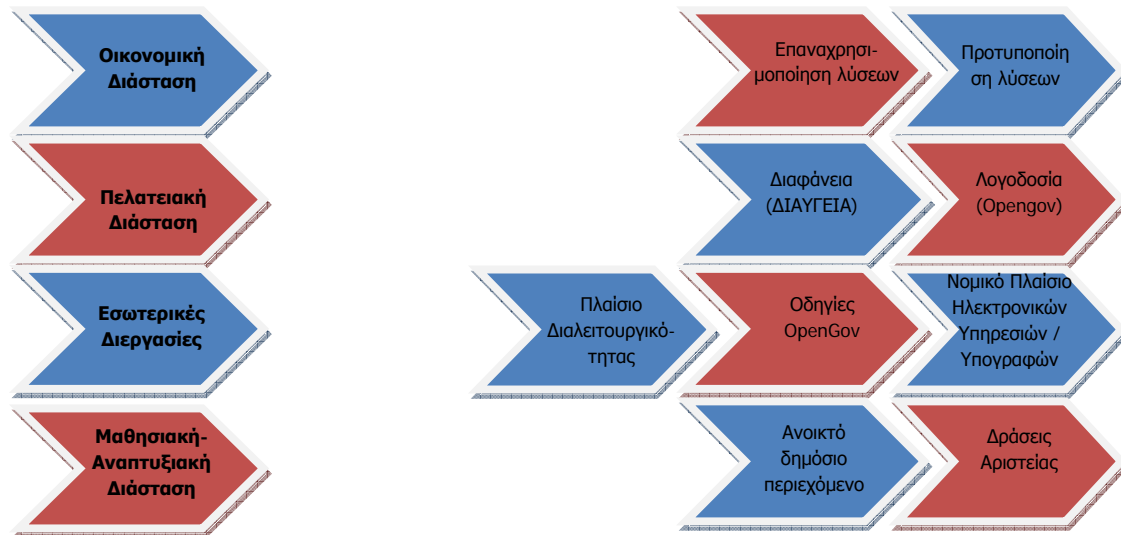 Οικονομική
Διάσταση
Επαναχρησι-
μοποίηση λύσεων
Προτυποποίη
ση λύσεων
Πελατειακή
Διάσταση
Διαφάνεια
(ΔΙΑΥΓΕΙΑ)
Λογοδοσία
(Opengov)
Εσωτερικές
Διεργασίες
Πλαίσιο
Διαλειτουργικό-
τητας
Οδηγίες
OpenGov
Νομικό Πλαίσιο
Ηλεκτρονικών
Υπηρεσιών /
Υπογραφών
Μαθησιακή-
Αναπτυξιακή
Διάσταση
Ανοικτό
δημόσιο
περιεχόμενο
Δράσεις
Αριστείας